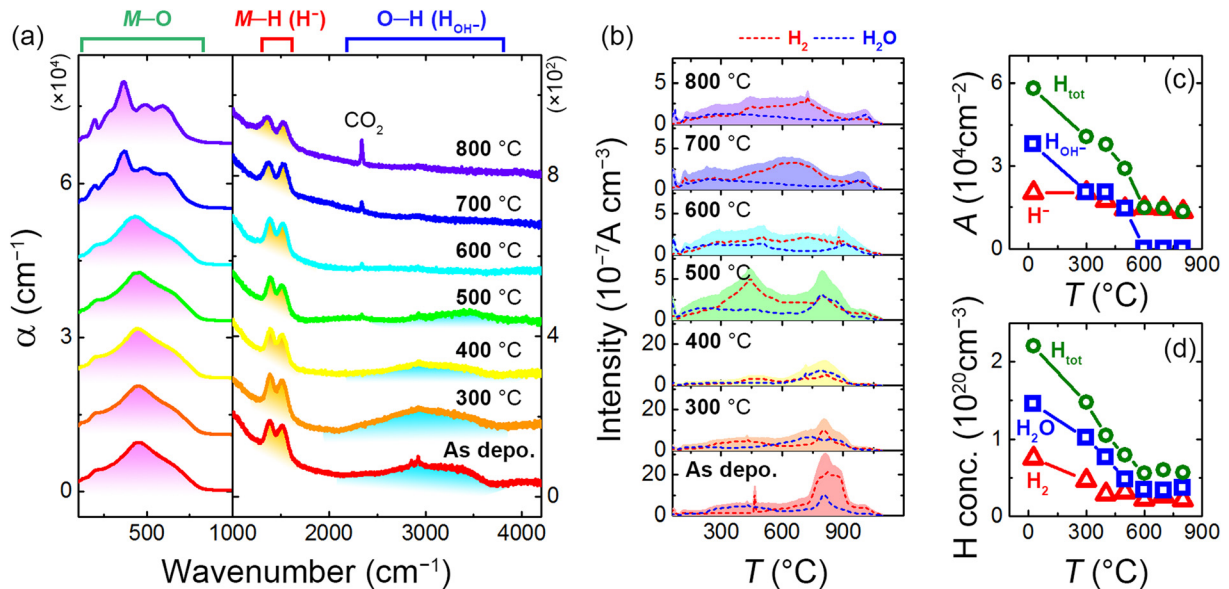 (a)
M—O
M—H (H⁻)
O—H (H_OH⁻)
(×10⁴)
(×10²)
CO₂
800 °C
700 °C
600 °C
500 °C
400 °C
300 °C
As depo.
6
3
0
8
4
0
α (cm⁻¹)
500
1000
2000
3000
4000
Wavenumber (cm⁻¹)
(b)
H₂
H₂O
800 °C
700 °C
600 °C
500 °C
400 °C
300 °C
As depo.
5
0
5
0
5
0
5
0
20
0
20
0
20
0
Intensity (10⁻⁷A cm⁻³)
300
600
900
T (°C)
(c)
H_tot
H_OH⁻
H⁻
6
3
0
A (10⁴cm⁻²)
0
300
600
900
T (°C)
(d)
H_tot
H₂O
H₂
2
1
0
H conc. (10²⁰cm⁻³)
0
300
600
900
T (°C)